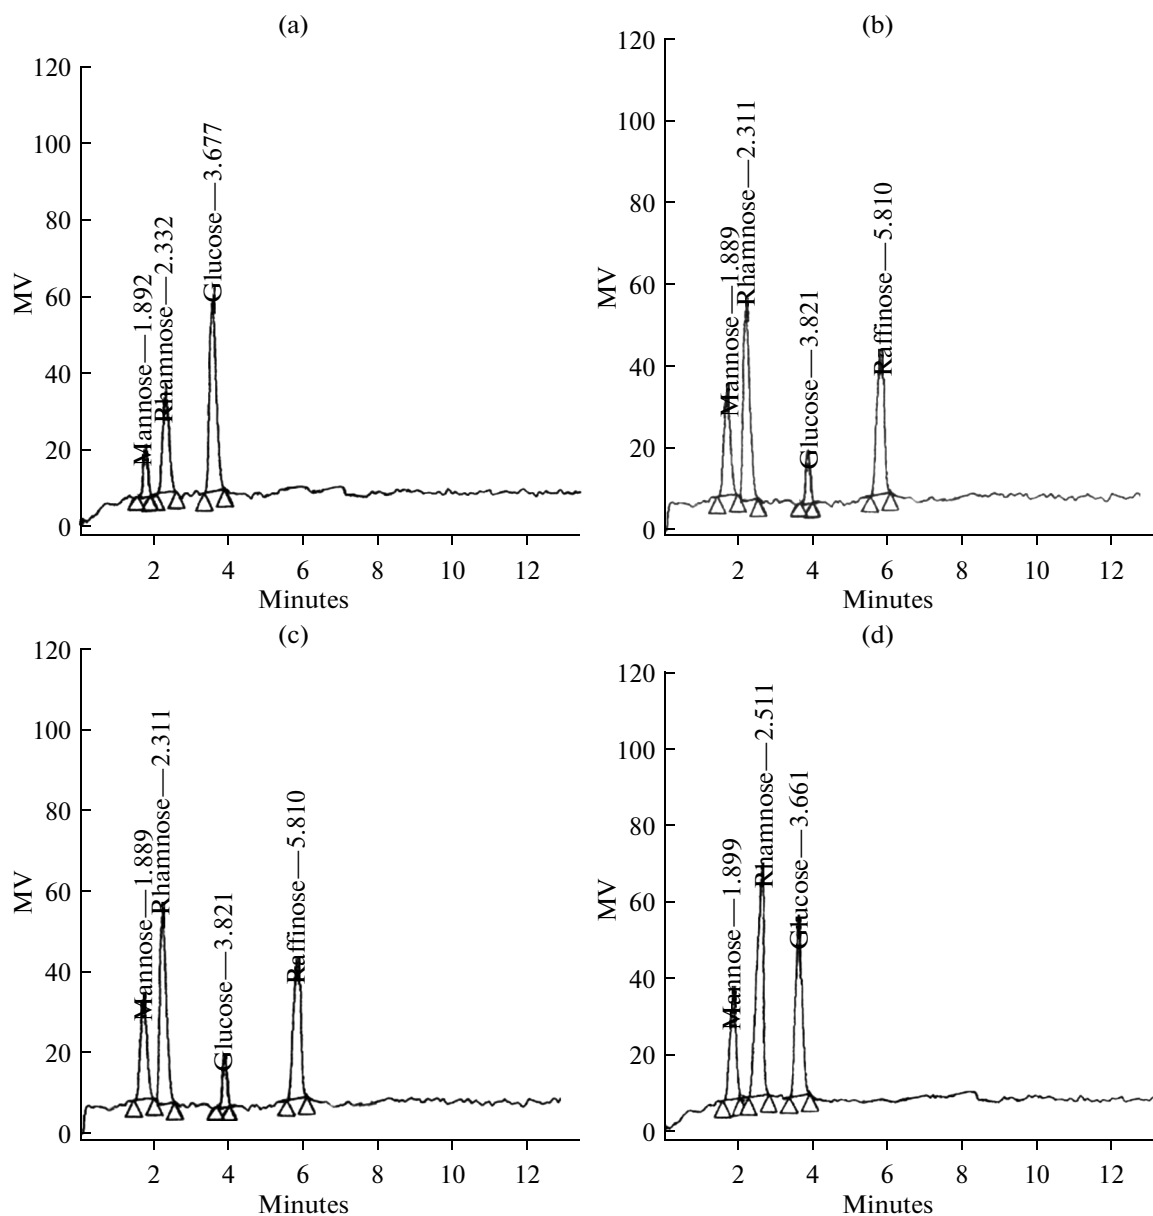 (a)
120
100
80
60
40
20
0
MV
Mannose—1.892
Rhamnose—2.332
Glucose—3.677
2 4 6 8 10 12
Minutes
(b)
120
100
80
60
40
20
0
MV
Mannose—1.889
Rhamnose—2.311
Glucose—3.821
Raffinose—5.810
2 4 6 8 10 12
Minutes
(c)
120
100
80
60
40
20
0
MV
Mannose—1.889
Rhamnose—2.311
Glucose—3.821
Raffinose—5.810
2 4 6 8 10 12
Minutes
(d)
120
100
80
60
40
20
0
MV
Mannose—1.899
Rhamnose—2.511
Glucose—3.661
2 4 6 8 10 12
Minutes